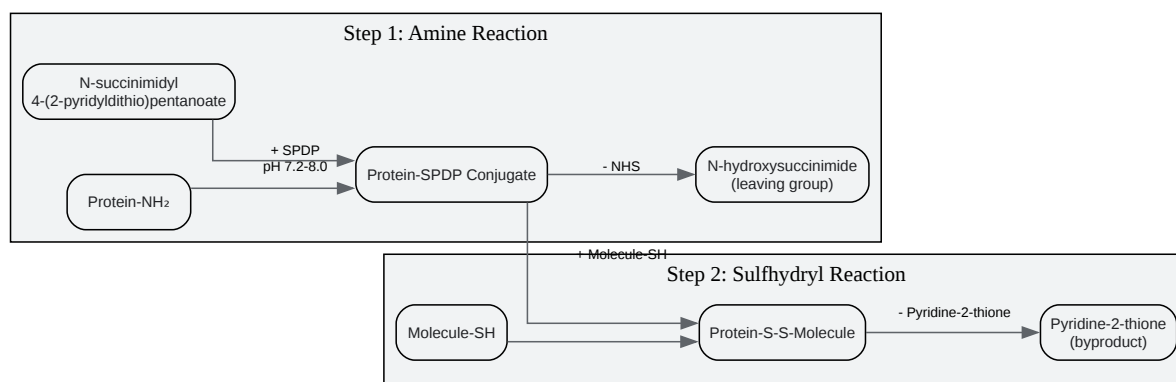 Step 1: Amine Reaction
N-succinimidyl
4-(2-pyridyldithio)pentanoate
+ SPDP
pH 7.2-8.0
Protein-NH₂
Protein-SPDP Conjugate
- NHS
N-hydroxysuccinimide
(leaving group)
+ Molecule-SH
Step 2: Sulfhydryl Reaction
Molecule-SH
Protein-S-S-Molecule
- Pyridine-2-thione
Pyridine-2-thione
(byproduct)